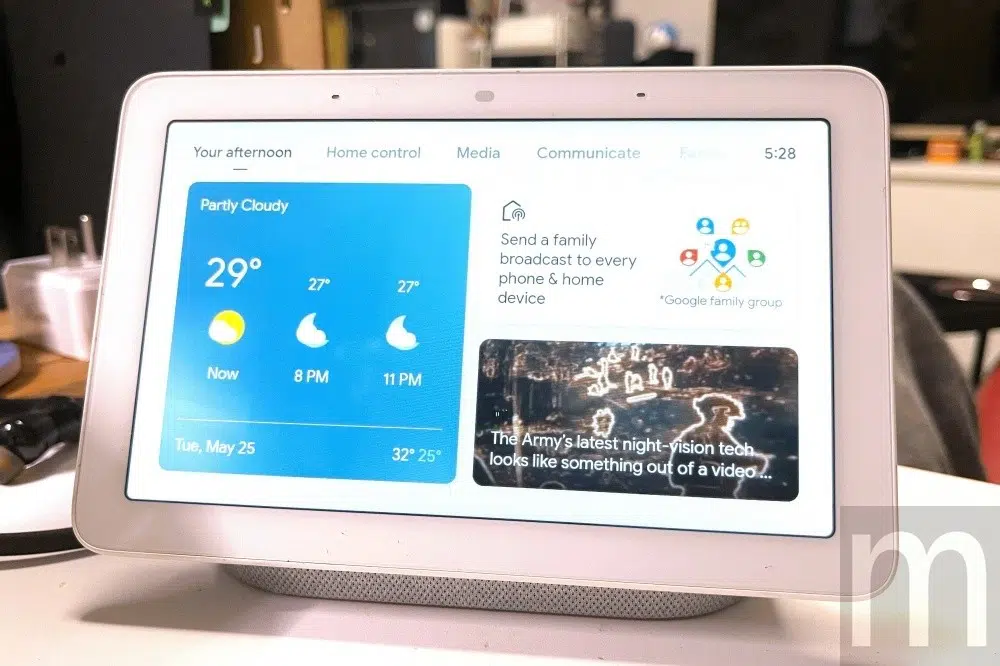 Your afternoon Home control Media Communicate 5:28
Partly Cloudy
29° 27° 27°
Now 8 PM 11 PM
Tue, May 25 32° 25°
Send a family
broadcast to every
phone & home
device
*Google family group
The Army's latest night-vision tech
looks like something out of a video ...
m